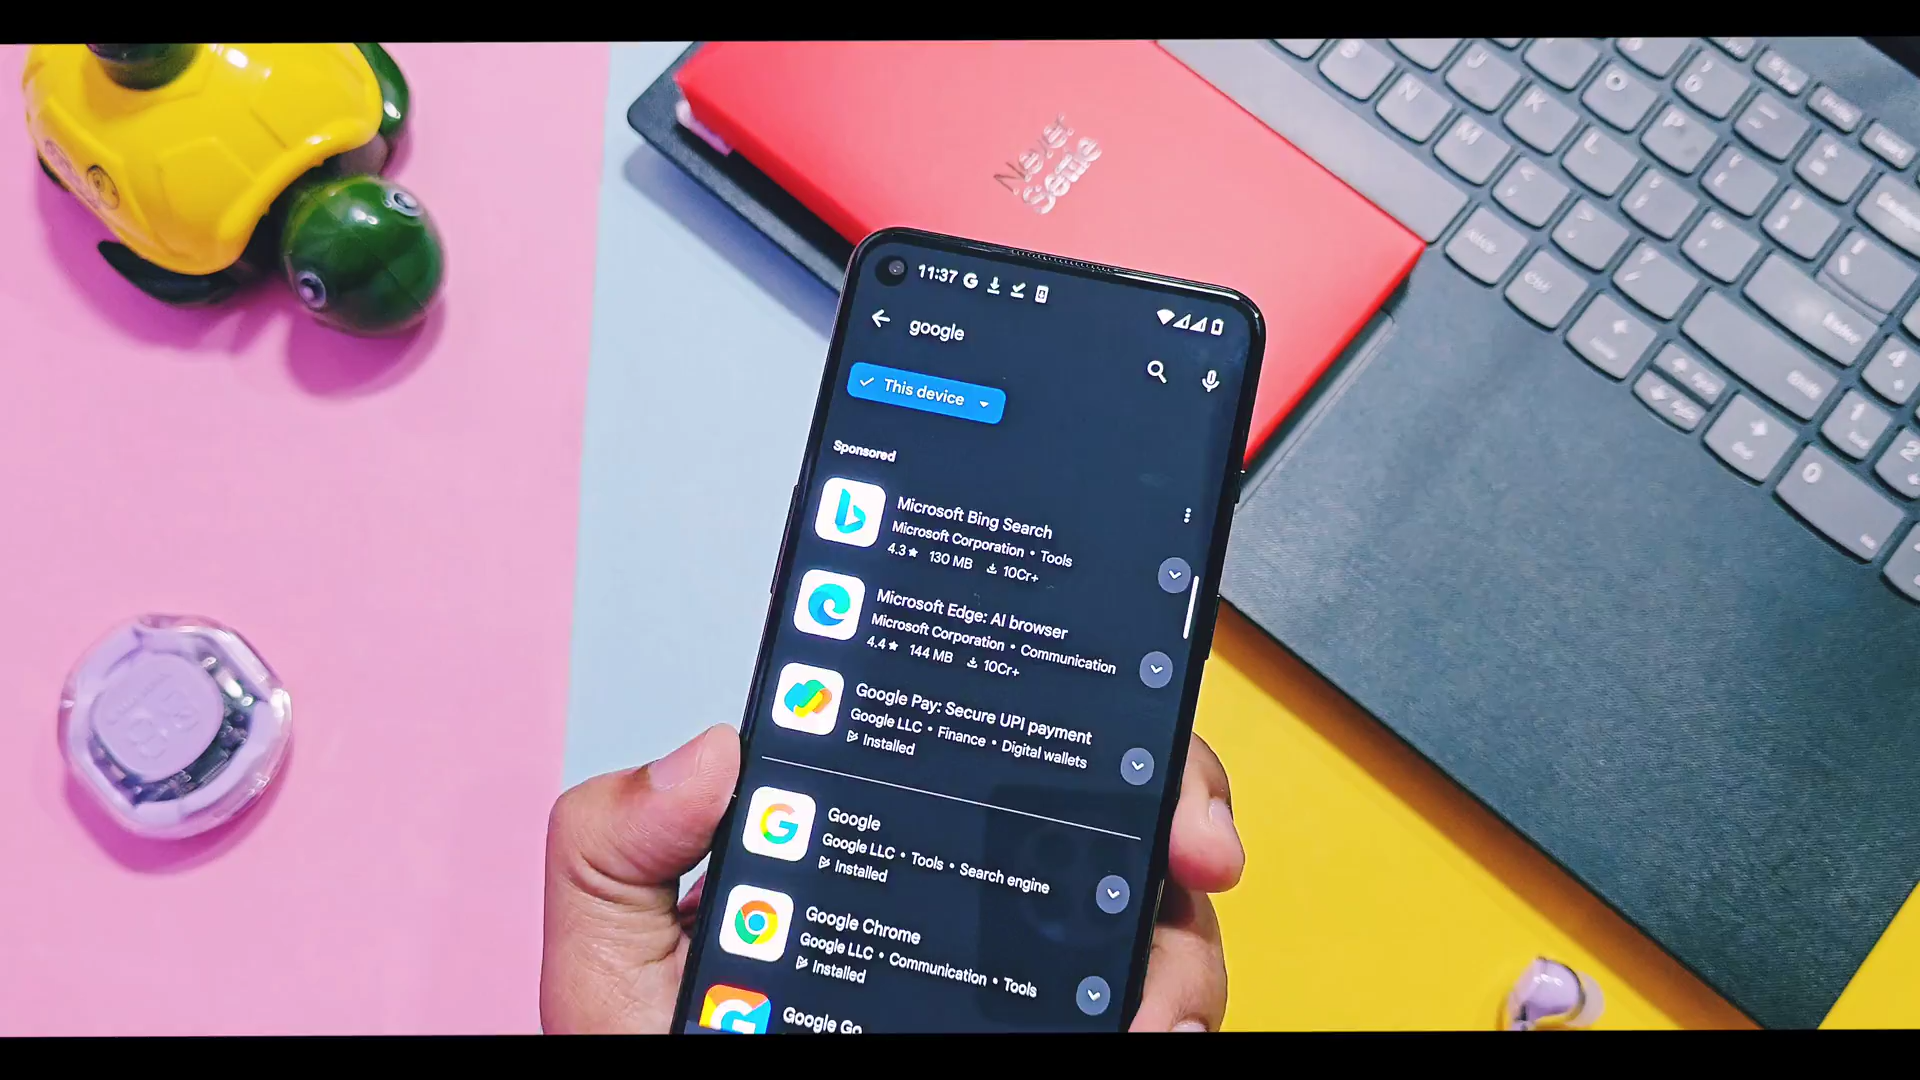 Never
Settle
11:37
google
This device
Sponsored
Microsoft Bing Search
Microsoft Corporation • Tools
4.3★ 130 MB 10Cr+
Microsoft Edge: AI browser
Microsoft Corporation • Communication
4.4★ 144 MB 10Cr+
Google Pay: Secure UPI payment
Google LLC • Finance • Digital wallets
Installed
Google
Google LLC • Tools • Search engine
Installed
Google Chrome
Google LLC • Communication • Tools
Installed
Google Go